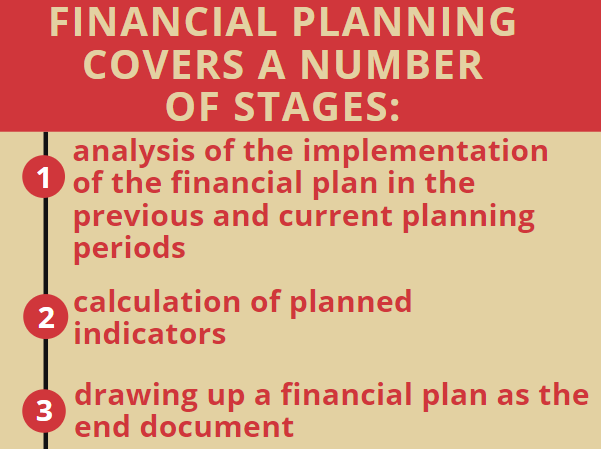 FINANCIAL PLANNING
COVERS A NUMBER
OF STAGES:
analysis of the implementation
1 of the financial plan in the
previous and current planning
periods
2 calculation of planned
indicators
3 drawing up a financial plan as the
end document